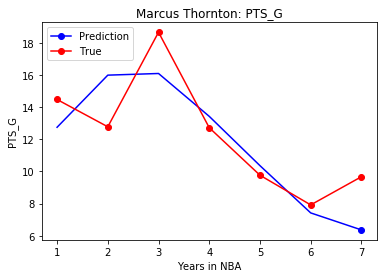 Marcus Thornton: PTS_G
Prediction
True
PTS_G
18
16
14
12
10
8
6
1 2 3 4 5 6 7
Years in NBA